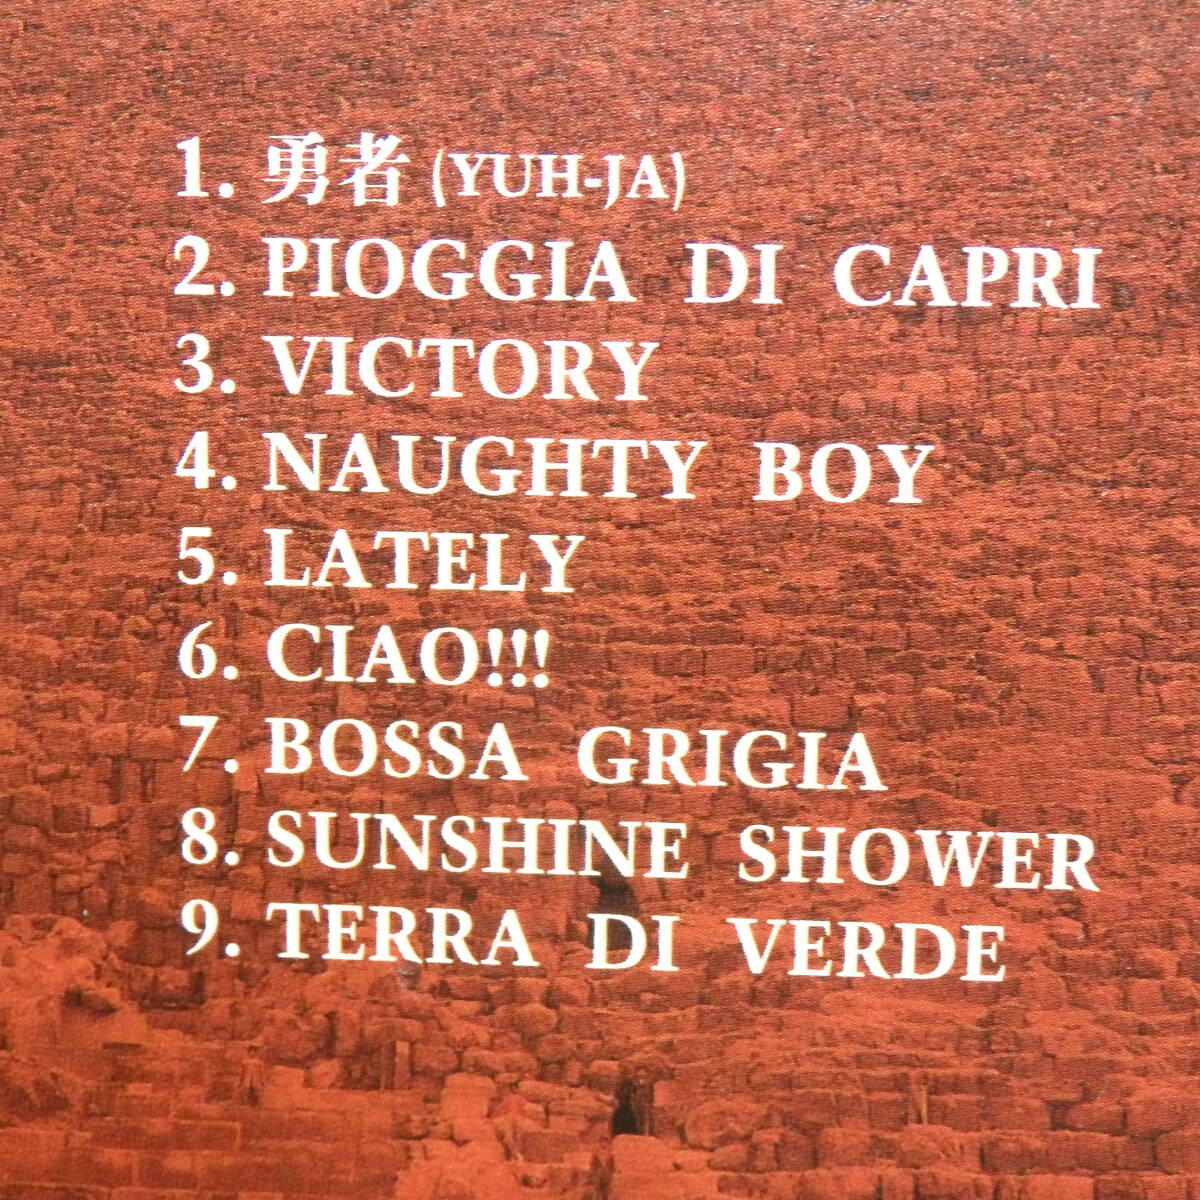 1. 勇者 (YUH-JA)
2. PIOGGIA DI CAPRI
3. VICTORY
4. NAUGHTY BOY
5. LATELY
6. CIAO!!!
7. BOSSA GRIGIA
8. SUNSHINE SHOWER
9. TERRA DI VERDE